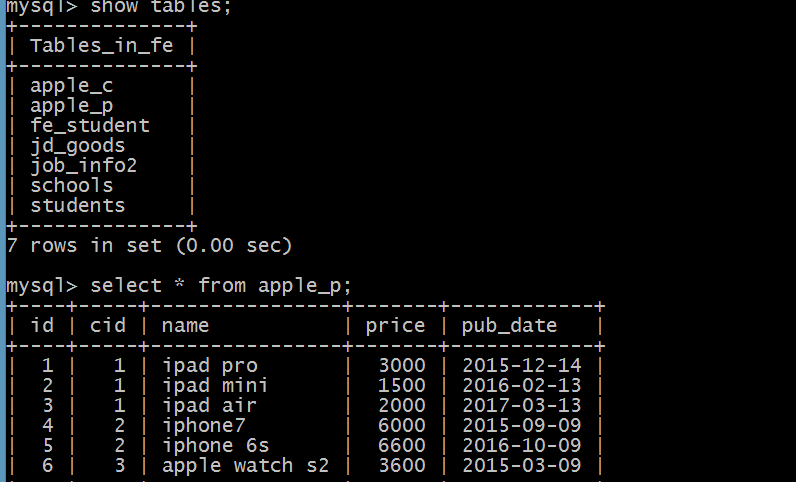 mysql> show tables;
+--------------+
| Tables_in_fe |
+--------------+
| apple_c      |
| apple_p      |
| fe_student   |
| jd_goods     |
| job_info2    |
| schools      |
| students     |
+--------------+
7 rows in set (0.00 sec)
mysql> select * from apple_p;
+----+-----+----------------+-------+------------+
| id | cid | name           | price | pub_date   |
+----+-----+----------------+-------+------------+
|  1 |   1 | ipad pro       |  3000 | 2015-12-14 |
|  2 |   1 | ipad mini      |  1500 | 2016-02-13 |
|  3 |   1 | ipad air       |  2000 | 2017-03-13 |
|  4 |   2 | iphone7        |  6000 | 2015-09-09 |
|  5 |   2 | iphone 6s      |  6600 | 2016-10-09 |
|  6 |   3 | apple watch s2 |  3600 | 2015-03-09 |